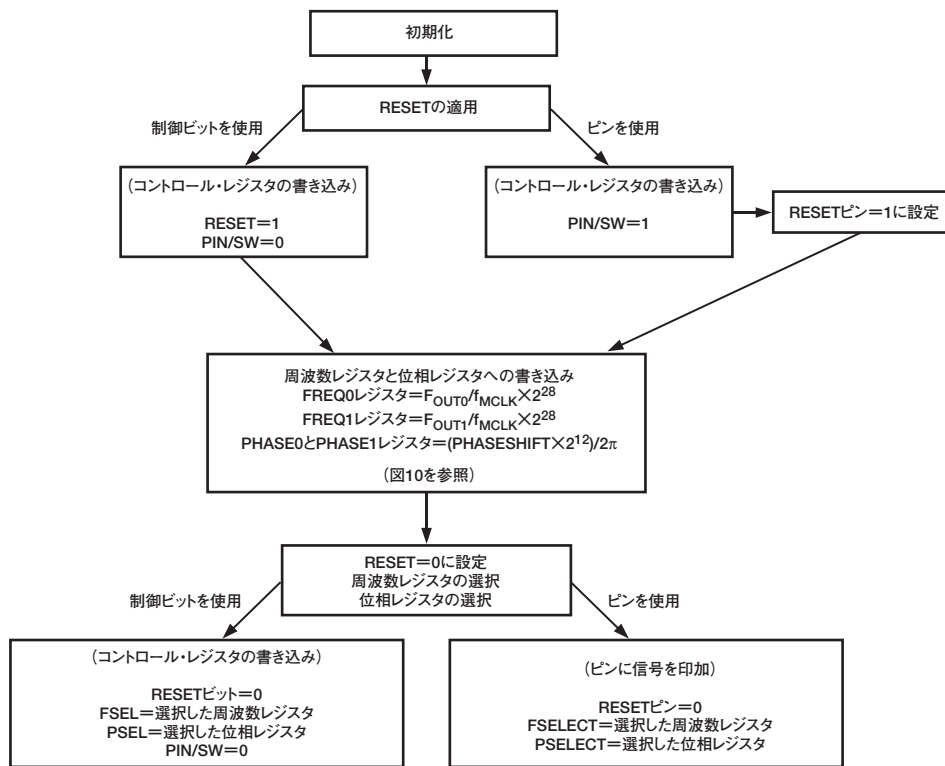 初期化
RESETの適用
制御ビットを使用
ピンを使用
(コントロール・レジスタの書き込み)
RESET=1
PIN/SW=0
(コントロール・レジスタの書き込み)
PIN/SW=1
RESETピン=1に設定
周波数レジスタと位相レジスタへの書き込み
FREQ0レジスタ=F_OUT0/f_MCLK×2^28
FREQ1レジスタ=F_OUT1/f_MCLK×2^28
PHASE0とPHASE1レジスタ=(PHASESHIFT×2^12)/2π
(図10を参照)
RESET=0に設定
周波数レジスタの選択
位相レジスタの選択
制御ビットを使用
ピンを使用
(コントロール・レジスタの書き込み)
RESETビット=0
FSEL=選択した周波数レジスタ
PSEL=選択した位相レジスタ
PIN/SW=0
(ピンに信号を印加)
RESETピン=0
FSELECT=選択した周波数レジスタ
PSELECT=選択した位相レジスタ